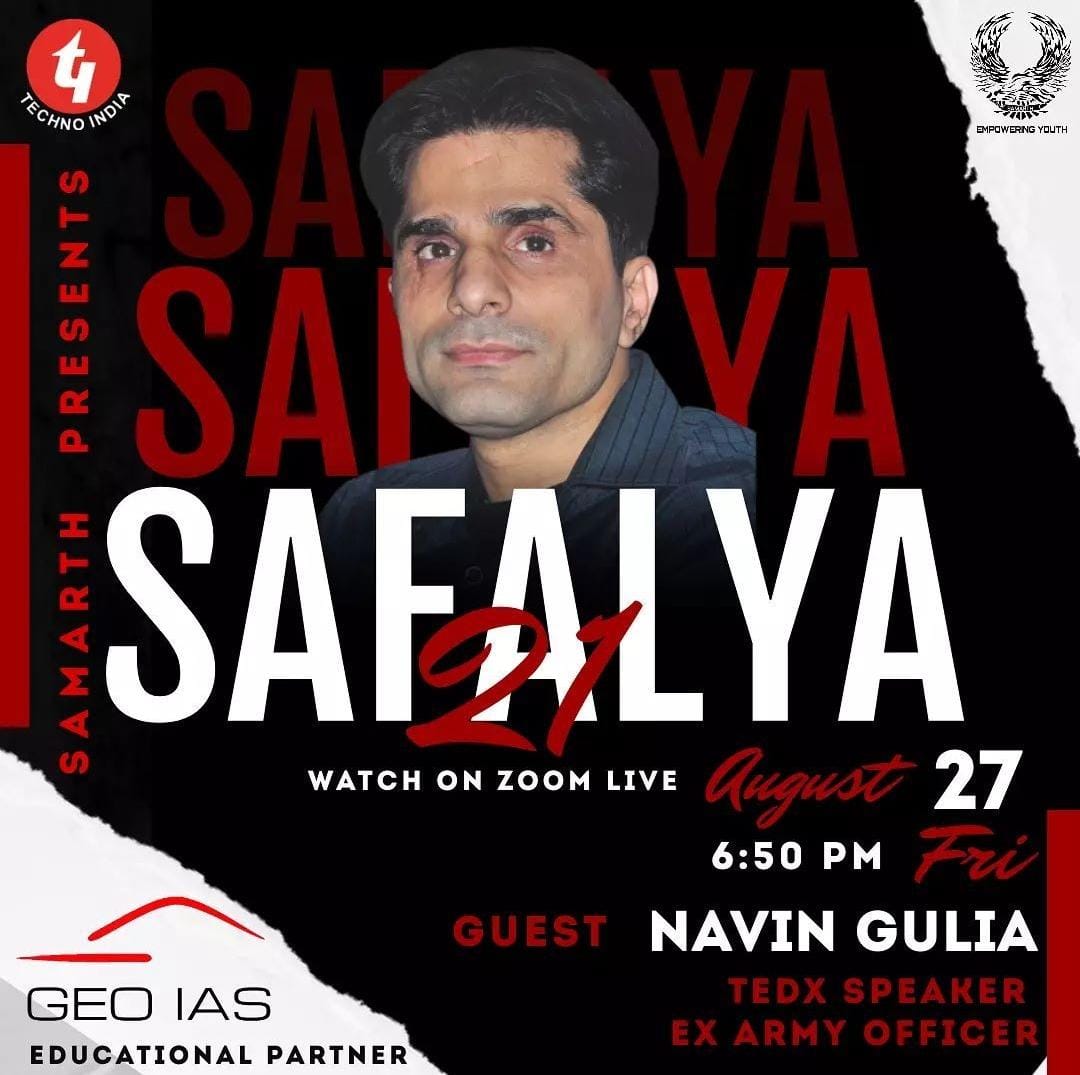 TECHNO INDIA
EMPOWERING YOUTH
SAMARTH PRESENTS
SAFALYA
21
WATCH ON ZOOM LIVE August 27
6:50 PM Fri
GUEST NAVIN GULIA
TEDX SPEAKER
EX ARMY OFFICER
GEO IAS
EDUCATIONAL PARTNER